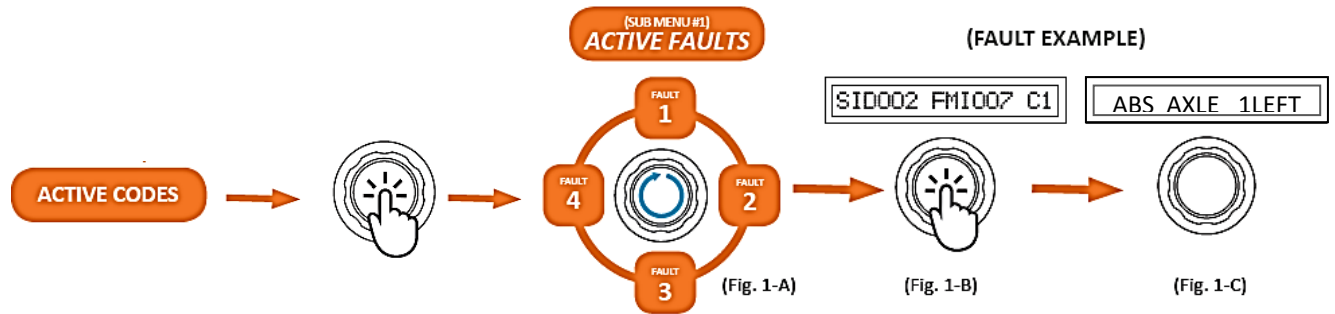 (SUB MENU #1)
ACTIVE FAULTS
(FAULT EXAMPLE)
FAULT
1
SID002 FMI007 C1
ABS AXLE 1LEFT
ACTIVE CODES
FAULT
4
FAULT
2
FAULT
3
(Fig. 1-A)
(Fig. 1-B)
(Fig. 1-C)